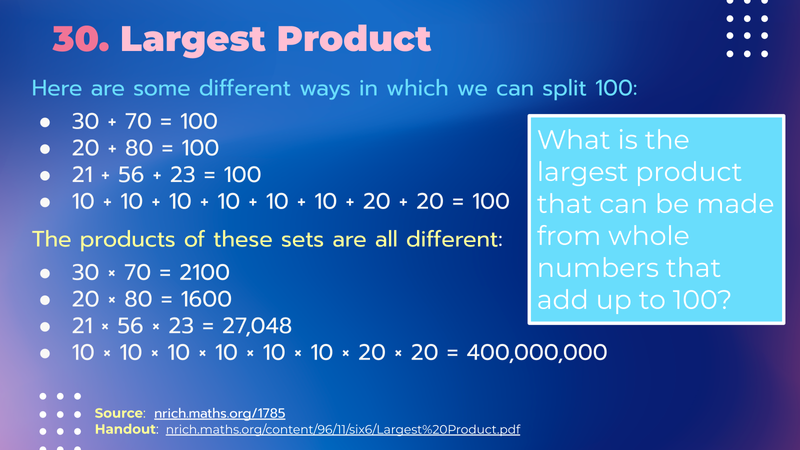 30. Largest Product
Here are some different ways in which we can split 100:
● 30 + 70 = 100
● 20 + 80 = 100
● 21 + 56 + 23 = 100
● 10 + 10 + 10 + 10 + 10 + 10 + 20 + 20 = 100
The products of these sets are all different:
● 30 × 70 = 2100
● 20 × 80 = 1600
● 21 × 56 × 23 = 27,048
● 10 × 10 × 10 × 10 × 10 × 10 × 20 × 20 = 400,000,000
What is the
largest product
that can be made
from whole
numbers that
add up to 100?
Source: nrich.maths.org/1785
Handout: nrich.maths.org/content/96/11/six6/Largest%20Product.pdf